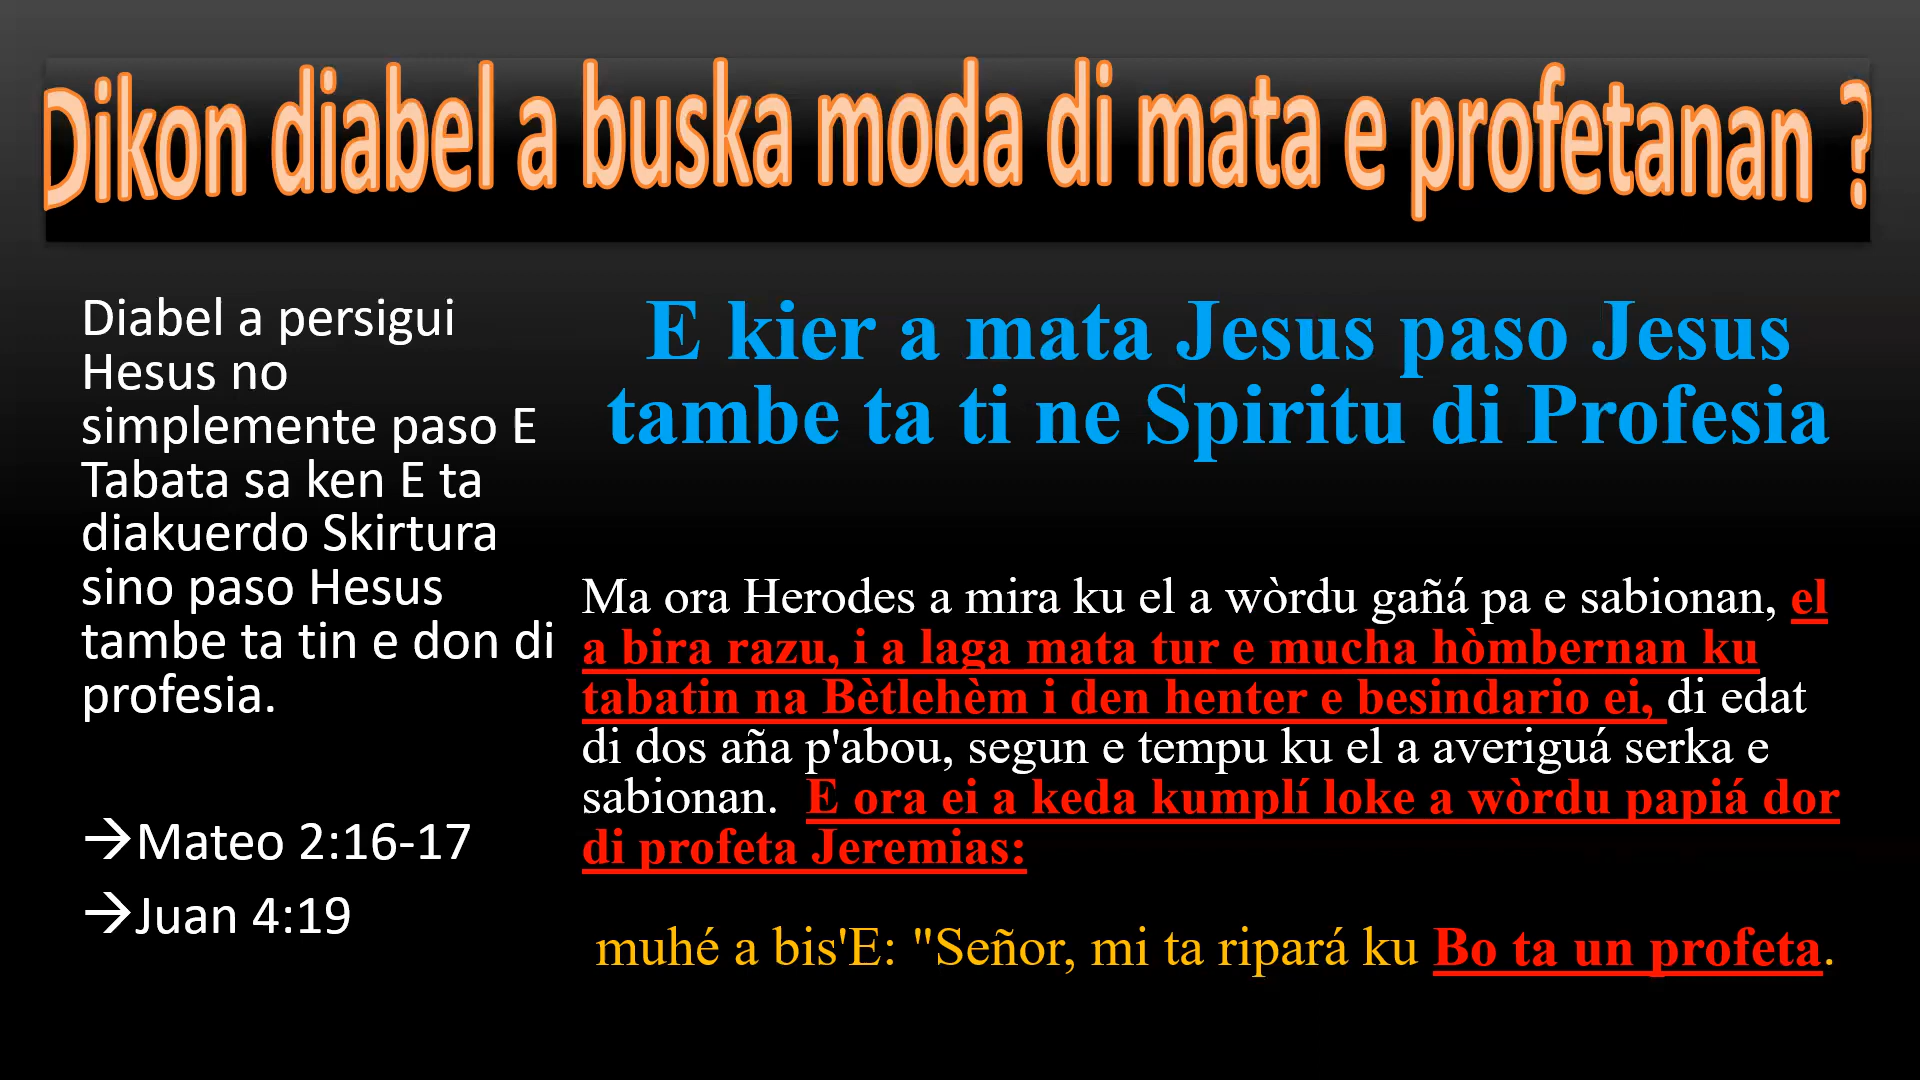 Dikon diabel a buska moda di mata e profetanan ?
Diabel a persigui
Hesus no
simplemente paso E
Tabata sa ken E ta
diakuerdo Skirtura
sino paso Hesus
tambe ta tin e don di
profesia.
→Mateo 2:16-17
→Juan 4:19
E kier a mata Jesus paso Jesus
tambe ta ti ne Spiritu di Profesia
Ma ora Herodes a mira ku el a wòrdu gañá pa e sabionan, el
a bira razu, i a laga mata tur e mucha hòmbernan ku
tabatin na Bètlehèm i den henter e besindario ei, di edat
di dos aña p'abou, segun e tempu ku el a averiguá serka e
sabionan. E ora ei a keda kumplí loke a wòrdu papiá dor
di profeta Jeremias:
muhé a bis'E: "Señor, mi ta ripará ku Bo ta un profeta.